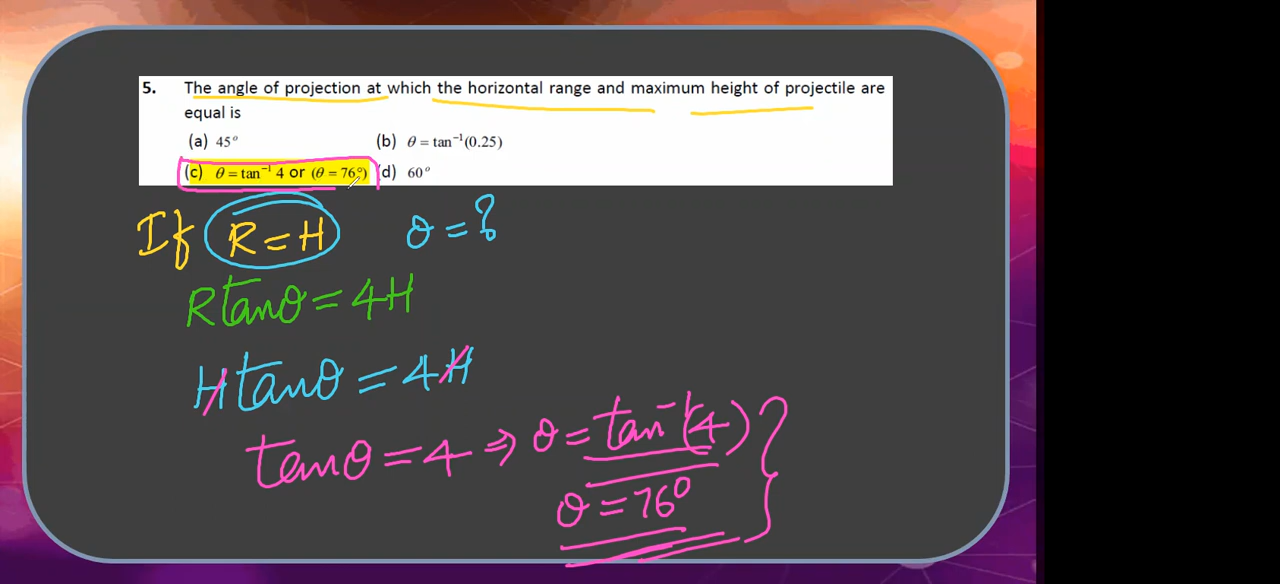 5. The angle of projection at which the horizontal range and maximum height of projectile are
equal is
(a) 45° (b) θ = tan⁻¹(0.25)
(c) θ = tan⁻¹ 4 or (θ = 76°) (d) 60°
If R = H θ = ?
Rtanθ = 4H
Htanθ = 4H
tanθ = 4 ⇒ θ = tan⁻¹(4)
θ = 76°